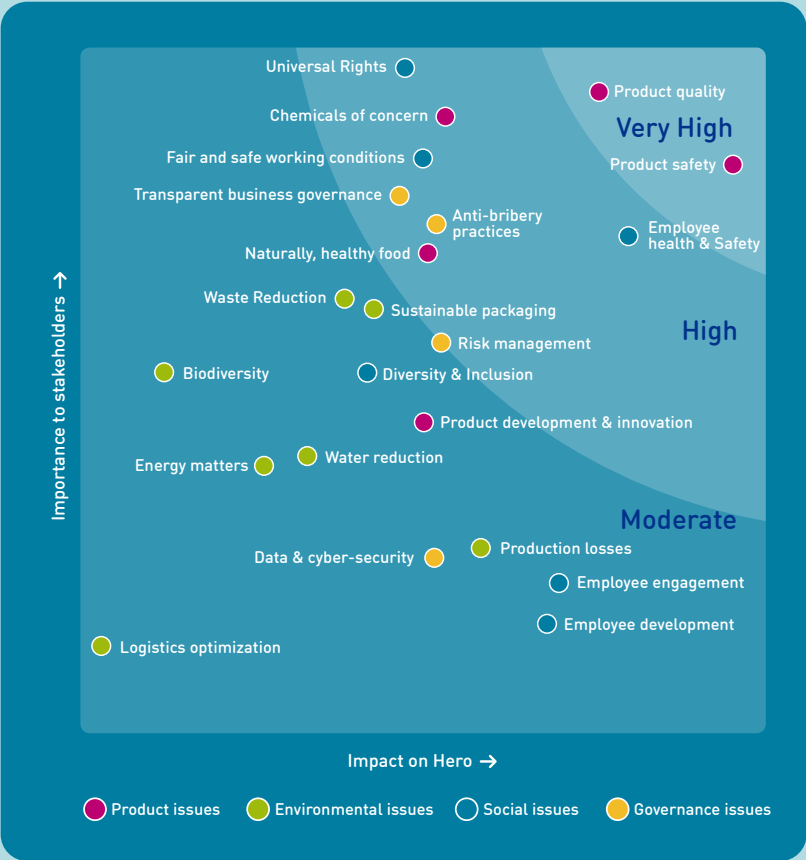 Universal Rights
Product quality
Chemicals of concern
Very High
Fair and safe working conditions
Product safety
Transparent business governance
Anti-bribery
practices
Employee
health & Safety
Naturally, healthy food
Waste Reduction
Sustainable packaging
High
Risk management
Biodiversity
Diversity & Inclusion
Product development & innovation
Water reduction
Energy matters
Moderate
Production losses
Data & cyber-security
Employee engagement
Employee development
Logistics optimization
Importance to stakeholders →
Impact on Hero →
Product issues
Environmental issues
Social issues
Governance issues